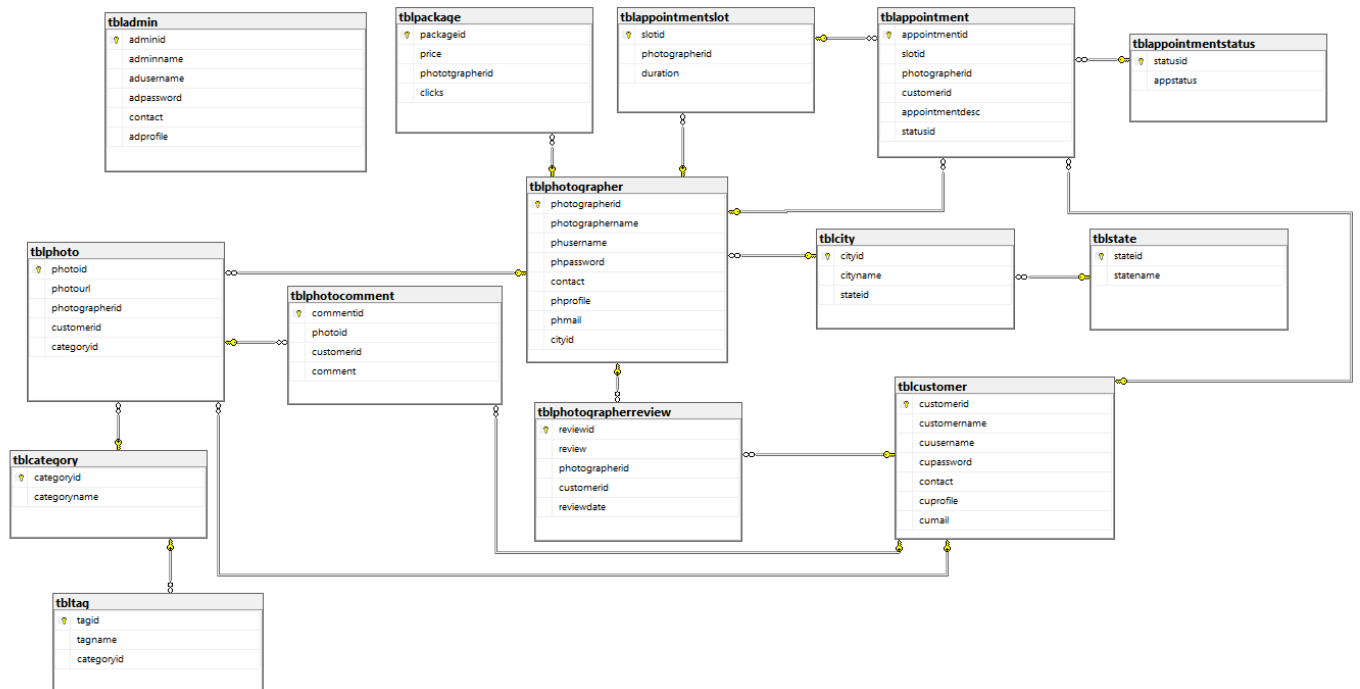 tbladmin
adminid
adminname
adusername
adpassword
contact
adprofile
tblpackage
packageid
price
phototgrapherid
clicks
tblappointmentslot
slotid
photographerid
duration
tblappointment
appointmentid
slotid
photographerid
customerid
appointmentdesc
statusid
tblappointmentstatus
statusid
appstatus
tblphotographer
photographerid
photographername
phusername
phpassword
contact
phprofile
phmail
cityid
tblcity
cityid
cityname
stateid
tblstate
stateid
statename
tblphoto
photoid
photourl
photographerid
customerid
categoryid
tblphotocomment
commentid
photoid
customerid
comment
tblcustomer
customerid
customername
cuusername
cupassword
contact
cuprofile
cumail
tblphotographerreview
reviewid
review
photographerid
customerid
reviewdate
tblcategory
categoryid
categoryname
tbltag
tagid
tagname
categoryid